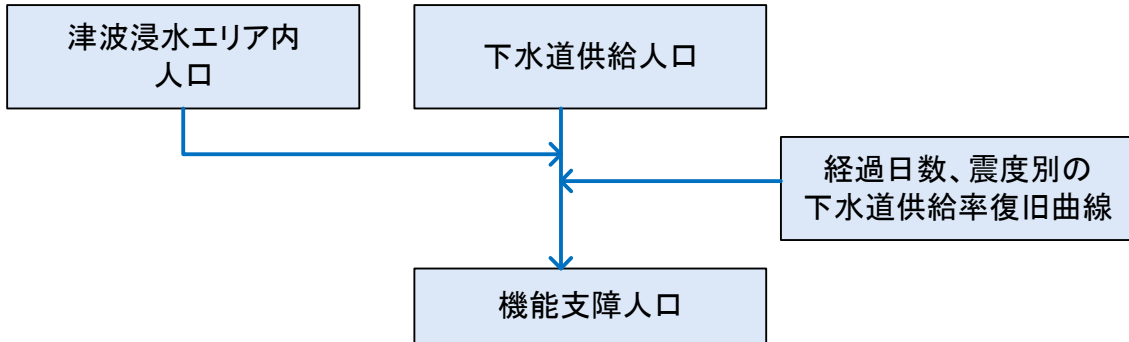 津波浸水エリア内
人口
下水道供給人口
経過日数、震度別の
下水道供給率復旧曲線
機能支障人口